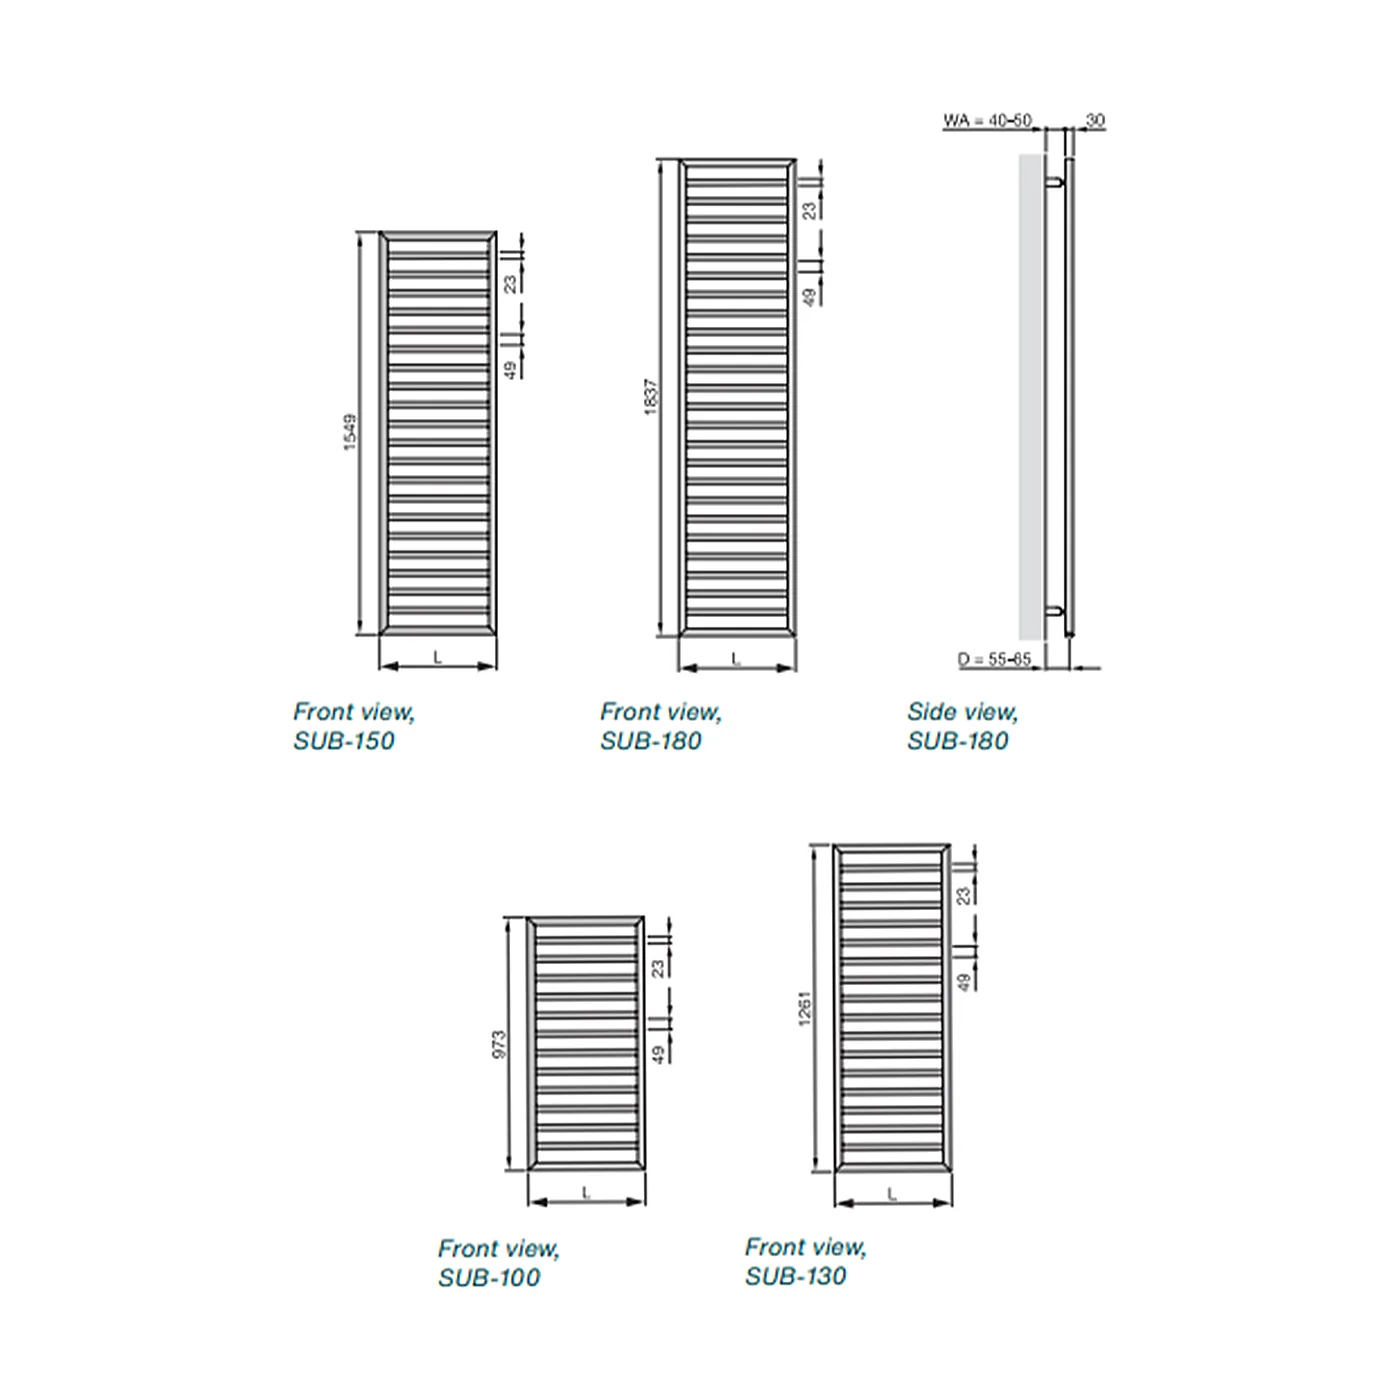 WA = 40-50
30
23
49
1837
23
49
1549
L
L
D = 55-65
Front view,
SUB-150
Front view,
SUB-180
Side view,
SUB-180
23
49
1261
23
49
973
L
L
Front view,
SUB-100
Front view,
SUB-130